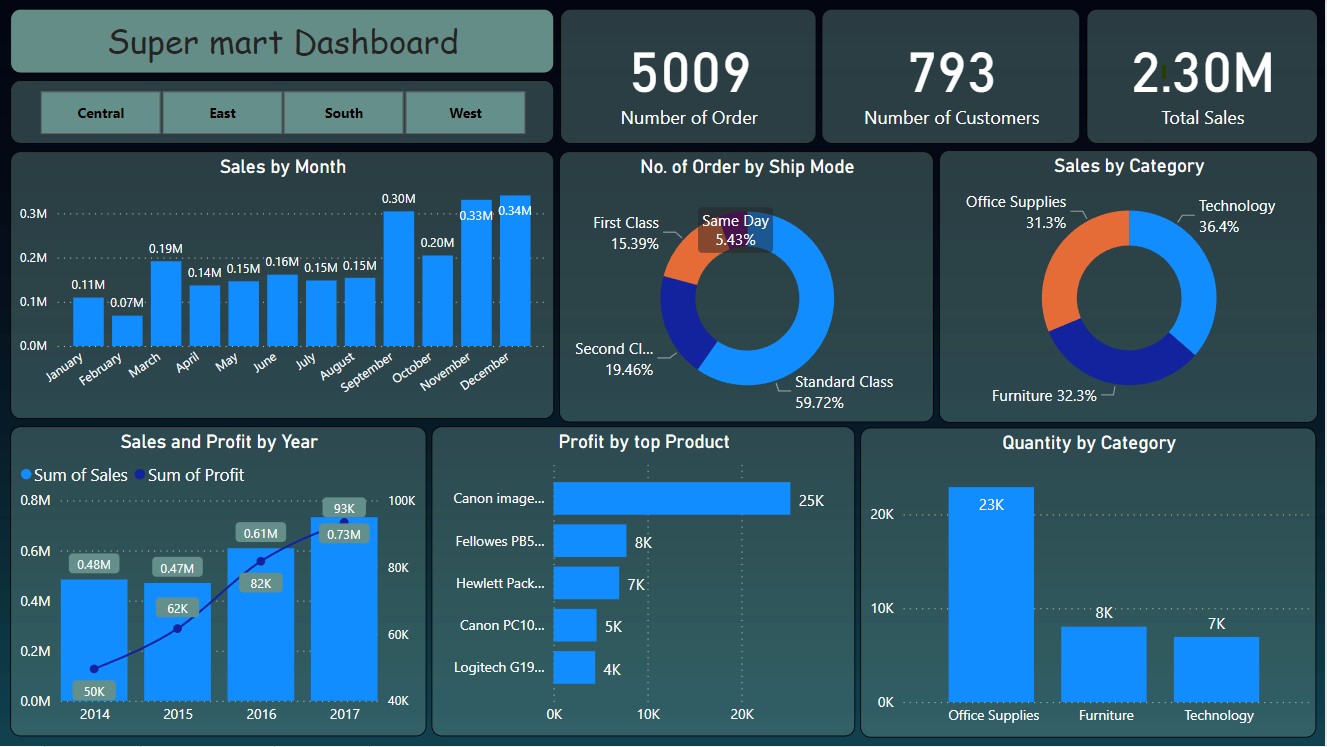 Super mart Dashboard
Central East South West
5009
Number of Order
793
Number of Customers
2.30M
Total Sales
Sales by Month
0.3M
0.2M
0.1M
0.0M
0.11M
0.07M
0.19M
0.14M
0.15M
0.16M
0.15M
0.15M
0.30M
0.20M
0.33M
0.34M
January
February
March
April
May
June
July
August
September
October
November
December
No. of Order by Ship Mode
Same Day
5.43%
First Class
15.39%
Second Cl...
19.46%
Standard Class
59.72%
Sales by Category
Office Supplies
31.3%
Technology
36.4%
Furniture 32.3%
Sales and Profit by Year
Sum of Sales Sum of Profit
0.8M
0.6M
0.4M
0.2M
0.0M
100K
80K
60K
40K
0.48M
0.47M
0.61M
0.73M
50K
62K
82K
93K
2014 2015 2016 2017
Profit by top Product
Canon image... 25K
Fellowes PB5... 8K
Hewlett Pack... 7K
Canon PC10... 5K
Logitech G19... 4K
0K 10K 20K
Quantity by Category
20K
10K
0K
23K
8K
7K
Office Supplies Furniture Technology